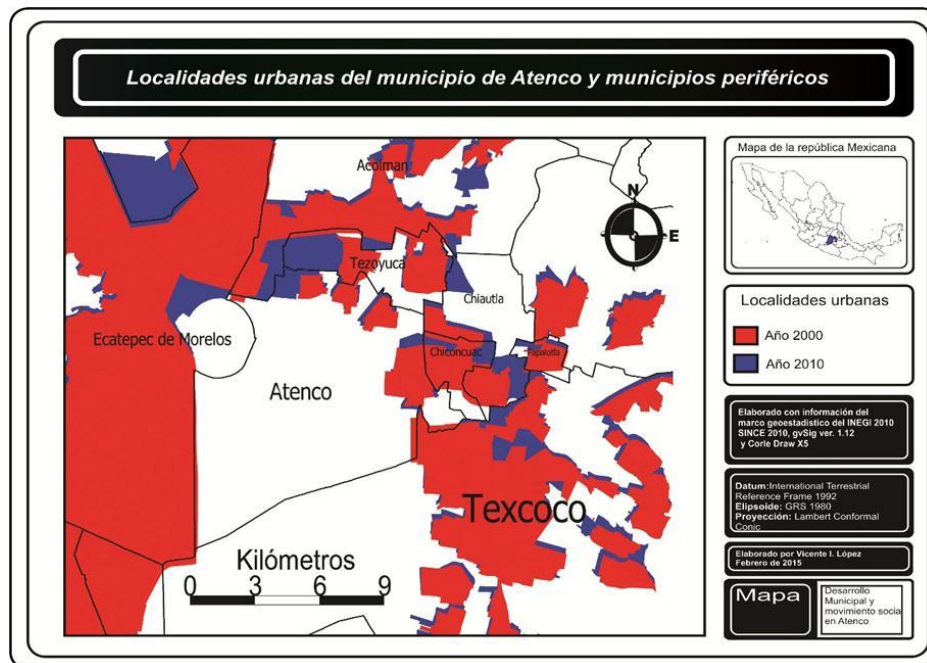 Localidades urbanas del municipio de Atenco y municipios periféricos
Acolman
N
E
Tezoyuca
Chiautla
Ecatepec de Morelos
Chiconcuac
Papalotla
Atenco
Texcoco
Kilómetros
0 3 6 9
Mapa de la república Mexicana
Localidades urbanas
Año 2000
Año 2010
Elaborado con información del
marco geoestadístico del INEGI 2010
SINCE 2010, gvSig ver. 1.12
y Corle Draw X5
Datum:International Terrestrial
Reference Frame 1992
Elipsoide: GRS 1980
Proyección: Lambert Conformal
Conic
Elaborado por Vicente I. López
Febrero de 2015
Mapa
Desarrollo
Municipal y
movimiento socia
en Atenco